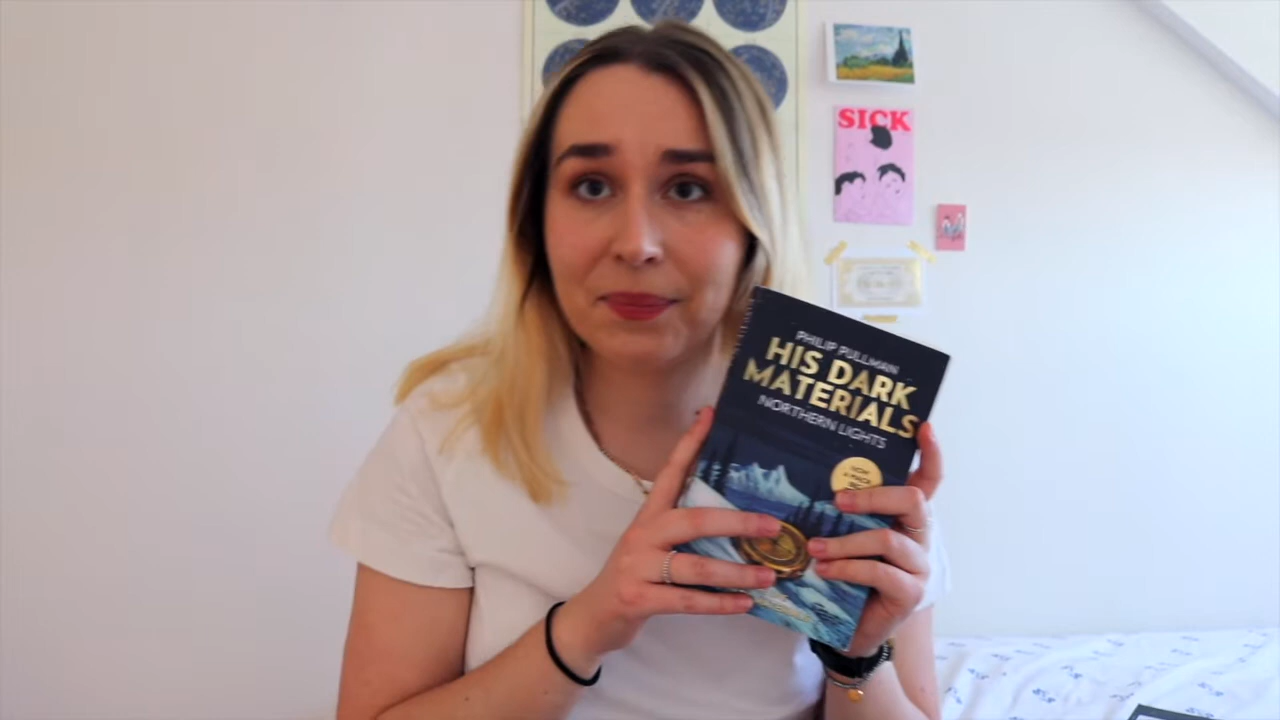 SICK
PHILIP PULLMAN
HIS DARK
MATERIALS
NORTHERN LIGHTS